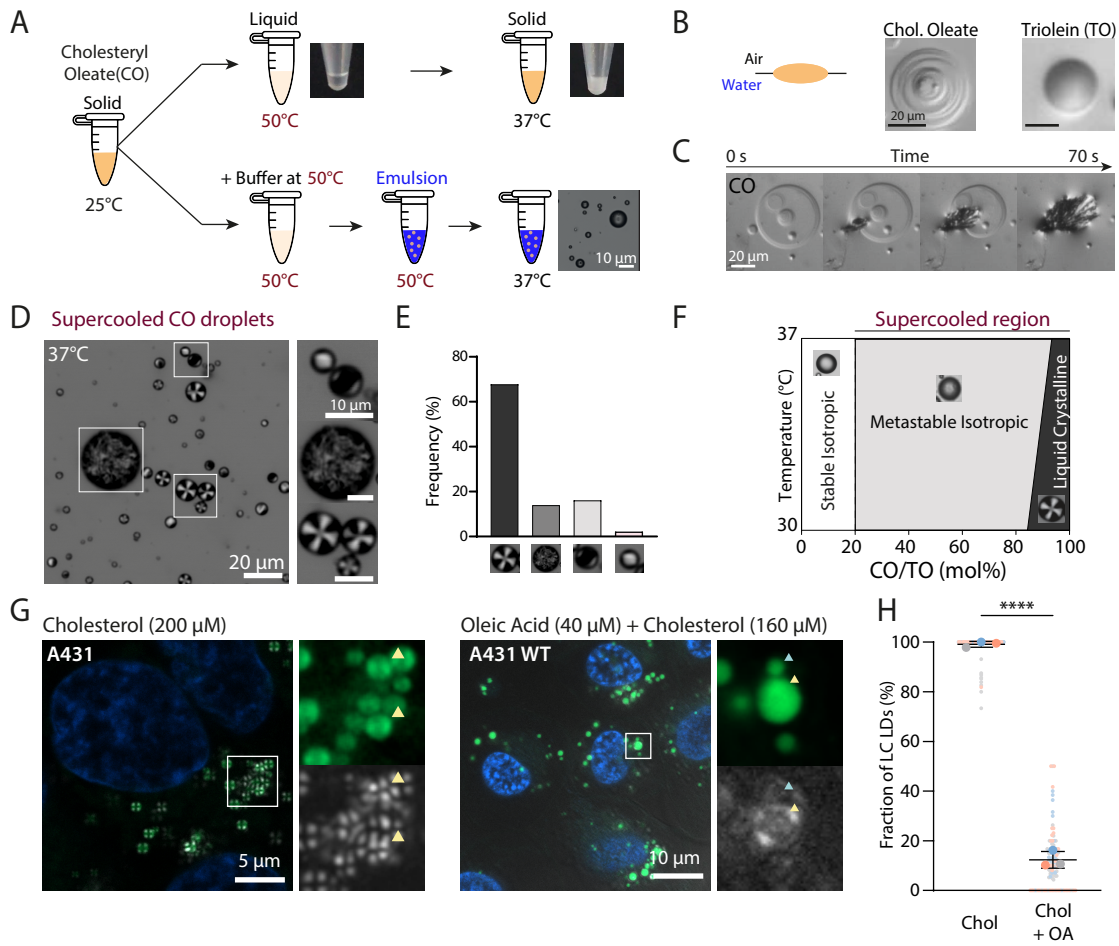 A
Cholesteryl
Oleate(CO)
Solid
25°C
Liquid
50°C
Solid
37°C
+ Buffer at 50°C
Emulsion
50°C
50°C
37°C
10 µm
B
Air
Water
Chol. Oleate
20 µm
Triolein (TO)
C
0 s
Time
70 s
CO
20 µm
D
Supercooled CO droplets
37°C
20 µm
10 µm
E
Frequency (%)
80
60
40
20
0
F
Supercooled region
Temperature (°C)
37
30
Stable Isotropic
Metastable Isotropic
Liquid Crystalline
0
20
40
60
80
100
CO/TO (mol%)
G
Cholesterol (200 µM)
A431
5 µm
Oleic Acid (40 µM) + Cholesterol (160 µM)
A431 WT
10 µm
H
****
Fraction of LC LDs (%)
100
80
60
40
20
0
Chol
Chol
+ OA